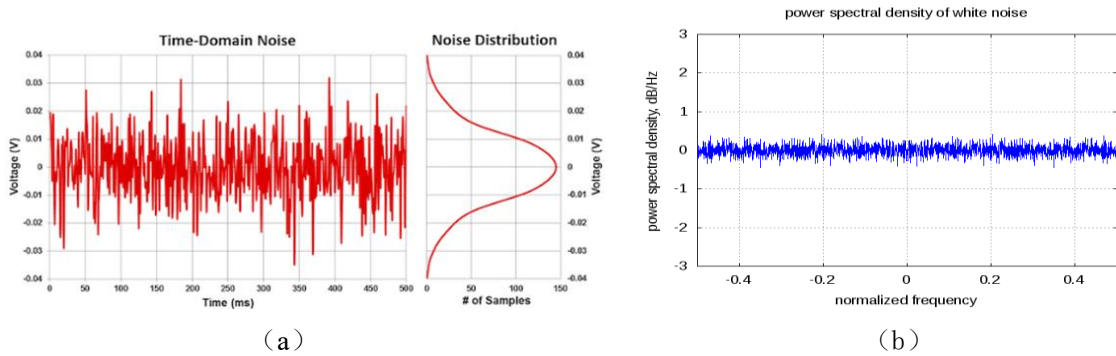 Time-Domain Noise
Noise Distribution
Voltage (V)
0.04
0.03
0.02
0.01
0
-0.01
-0.02
-0.03
-0.04
0 50 100 150 200 250 300 350 400 450 500
Time (ms)
0.04
0.03
0.02
0.01
0
-0.01
-0.02
-0.03
-0.04
Voltage (V)
0 50 100 150
# of Samples
(a)
power spectral density of white noise
power spectral density, dB/Hz
3
2
1
0
-1
-2
-3
-0.4 -0.2 0 0.2 0.4
normalized frequency
(b)